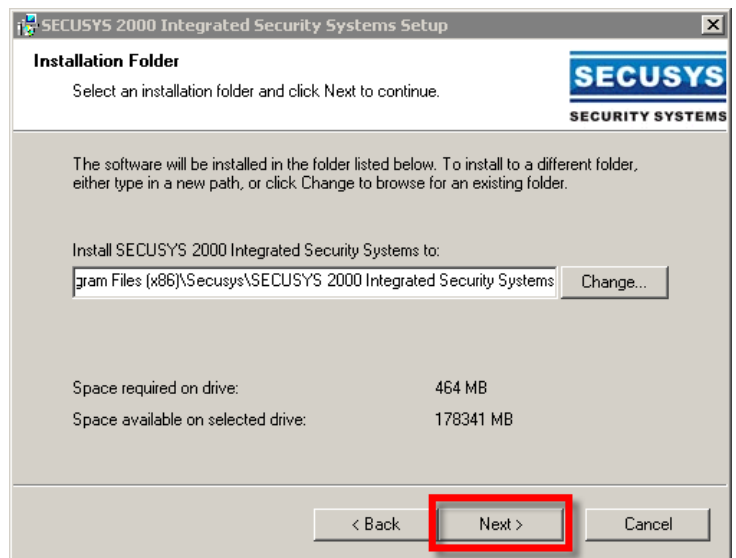 SECUSYS 2000 Integrated Security Systems Setup
Installation Folder
Select an installation folder and click Next to continue.
SECUSYS
SECURITY SYSTEMS
The software will be installed in the folder listed below. To install to a different folder,
either type in a new path, or click Change to browse for an existing folder.
Install SECUSYS 2000 Integrated Security Systems to:
gram Files (x86)\Secusys\SECUSYS 2000 Integrated Security Systems
Change...
Space required on drive: 464 MB
Space available on selected drive: 178341 MB
< Back Next > Cancel